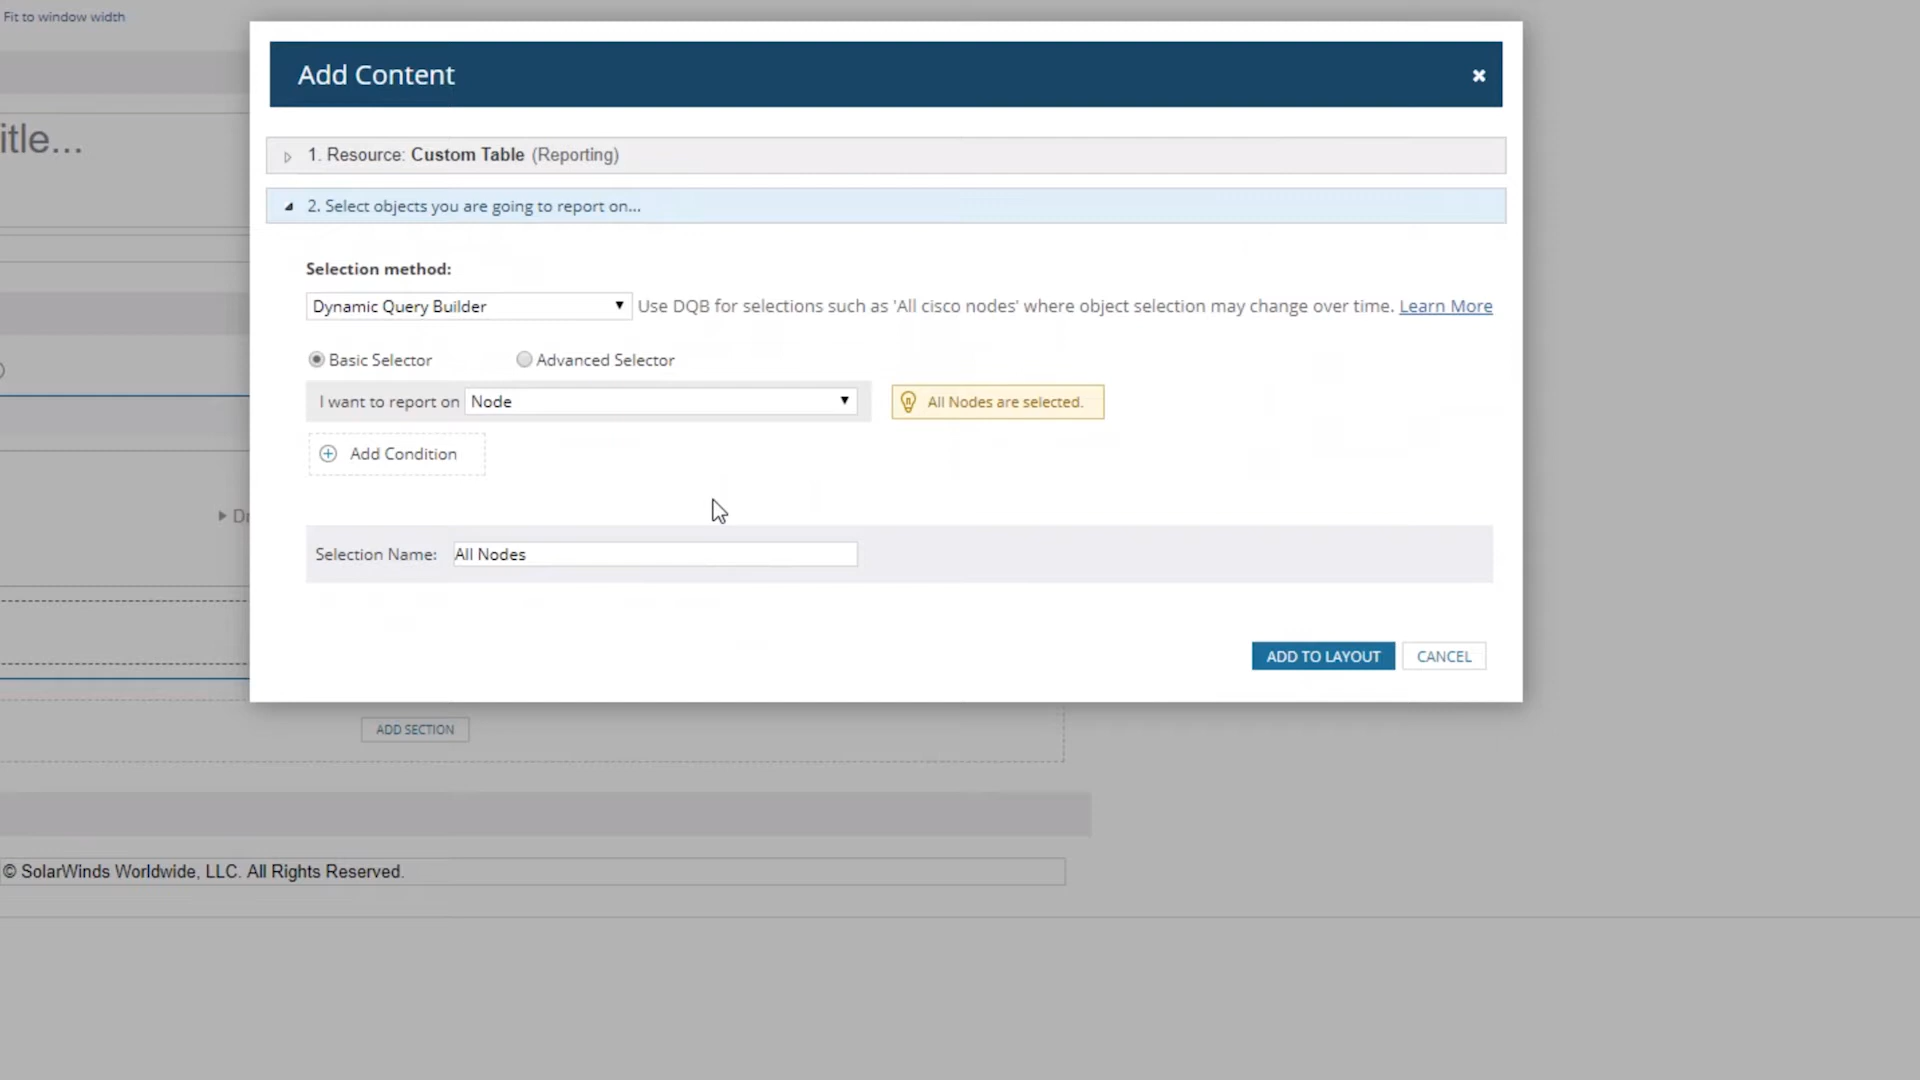 Fit to window width
Add Content
itle...
1. Resource: Custom Table (Reporting)
2. Select objects you are going to report on...
Selection method:
Dynamic Query Builder Use DQB for selections such as 'All cisco nodes' where object selection may change over time. Learn More
Basic Selector Advanced Selector
I want to report on Node All Nodes are selected.
Add Condition
Dr
Selection Name: All Nodes
ADD TO LAYOUT CANCEL
ADD SECTION
© SolarWinds Worldwide, LLC. All Rights Reserved.